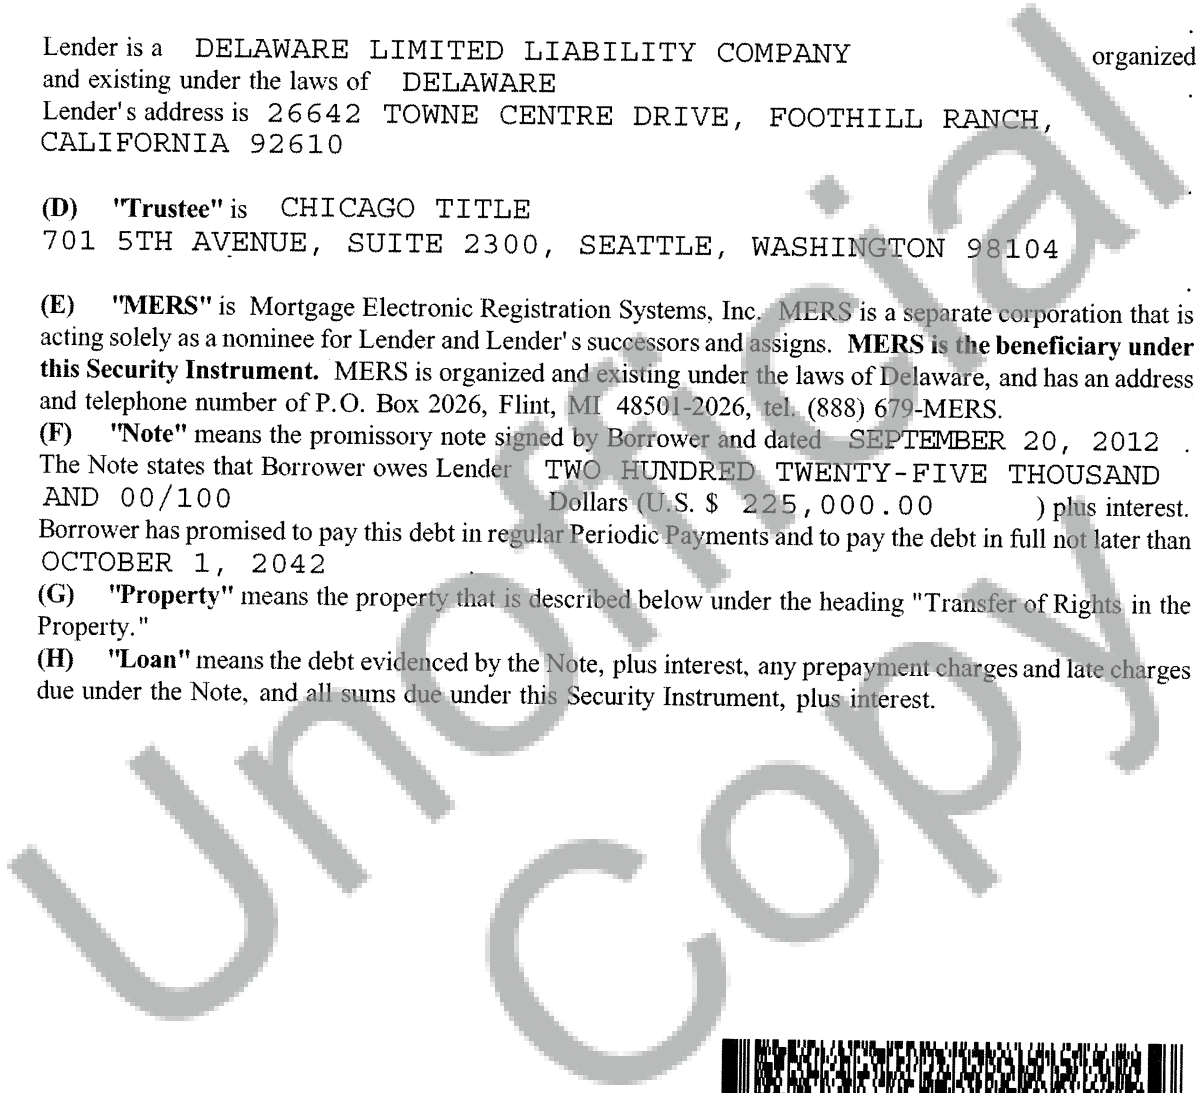 Lender is a DELAWARE LIMITED LIABILITY COMPANY organized
and existing under the laws of DELAWARE .
Lender's address is 26642 TOWNE CENTRE DRIVE, FOOTHILL RANCH,
CALIFORNIA 92610
.
(D) "Trustee" is CHICAGO TITLE
701 5TH AVENUE, SUITE 2300, SEATTLE, WASHINGTON 98104
.
(E) "MERS" is Mortgage Electronic Registration Systems, Inc. MERS is a separate corporation that is
acting solely as a nominee for Lender and Lender's successors and assigns. MERS is the beneficiary under
this Security Instrument. MERS is organized and existing under the laws of Delaware, and has an address
and telephone number of P.O. Box 2026, Flint, MI 48501-2026, tel. (888) 679-MERS.
(F) "Note" means the promissory note signed by Borrower and dated SEPTEMBER 20, 2012 .
The Note states that Borrower owes Lender TWO HUNDRED TWENTY-FIVE THOUSAND
AND 00/100 Dollars (U.S. $ 225,000.00 ) plus interest.
Borrower has promised to pay this debt in regular Periodic Payments and to pay the debt in full not later than
OCTOBER 1, 2042
(G) "Property" means the property that is described below under the heading "Transfer of Rights in the
Property."
(H) "Loan" means the debt evidenced by the Note, plus interest, any prepayment charges and late charges
due under the Note, and all sums due under this Security Instrument, plus interest.
Unofficial
Copy